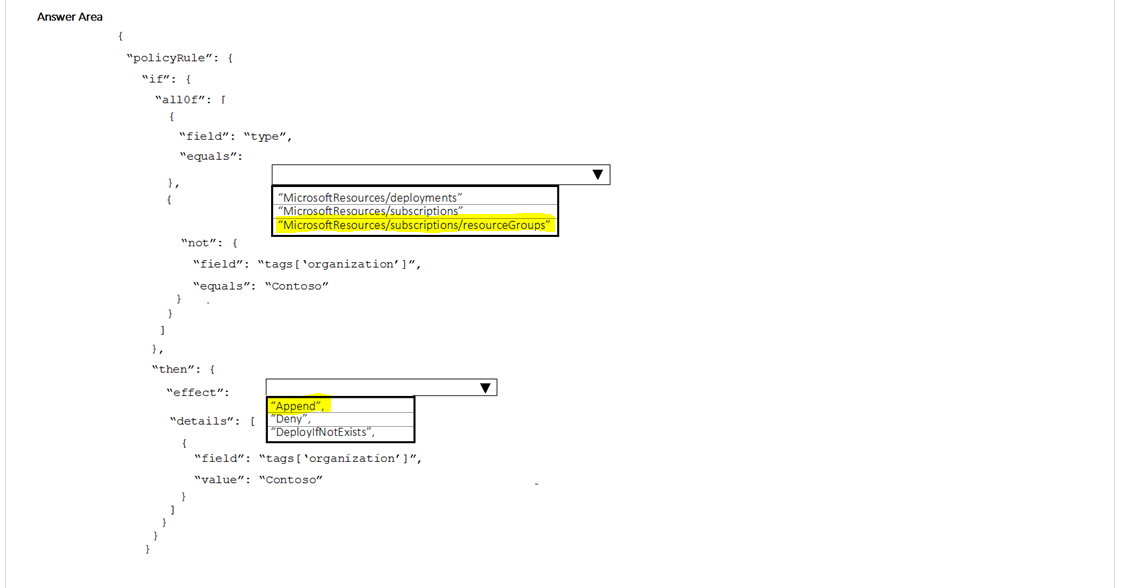 Answer Area
{
“policyRule”: {
“if”: {
“allOf”: [
{
“field”: “type”,
“equals”:
},
{
“MicrosoftResources/deployments”
“MicrosoftResources/subscriptions”
“MicrosoftResources/subscriptions/resourceGroups”
“not”: {
“field”: “tags[‘organization’]”,
“equals”: “Contoso”
}
}
]
},
“then”: {
“effect”:
“Append”,
“Deny”,
“DeployIfNotExists”,
“details”: [
{
“field”: “tags[‘organization’]”,
“value”: “Contoso”
}
]
}
}
}